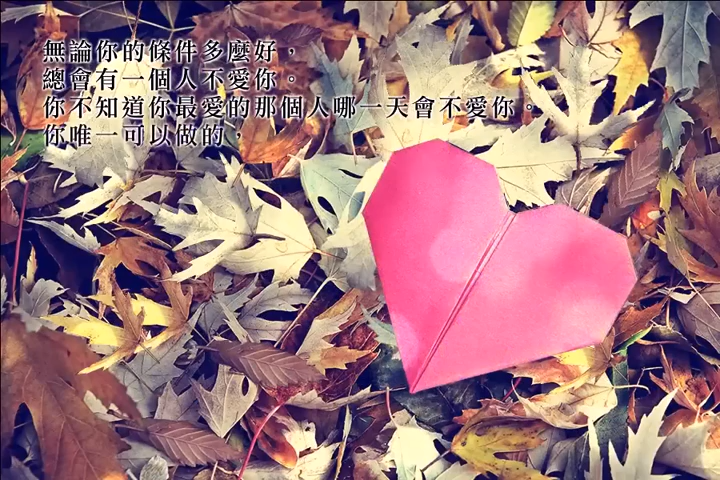 無論你的條件多麼好，
總會有一個人不愛你。
你不知道你最愛的那個人哪一天會不愛你。
你唯一可以做的，